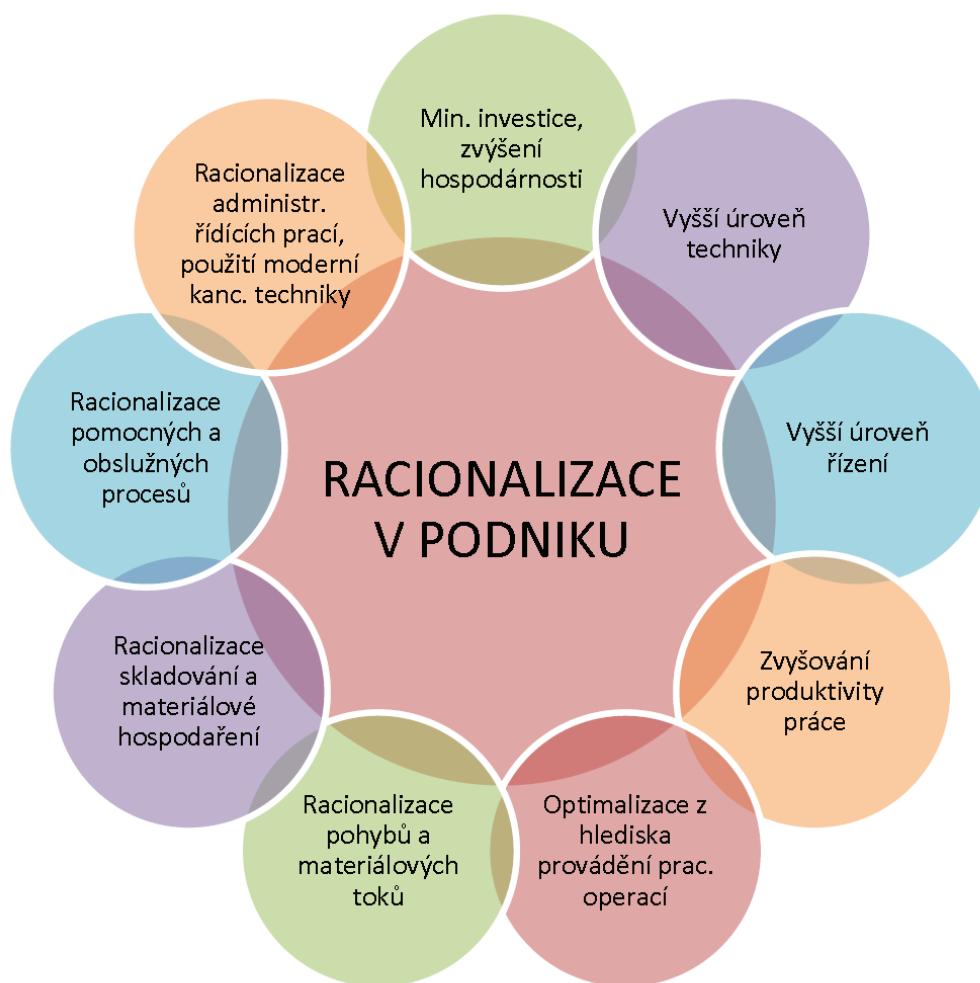 Min. investice,
zvýšení
hospodárnosti
Vyšší úroveň
techniky
Vyšší úroveň
řízení
Zvyšování
produktivity
práce
Optimalizace z
hlediska
provádění prac.
operací
Racionalizace
pohybů a
materiálových
toků
Racionalizace
skladování a
materiálové
hospodaření
Racionalizace
pomocných a
obslužných
procesů
Racionalizace
administr.
řídících prací,
použití moderní
kanc. techniky
RACIONALIZACE
V PODNIKU